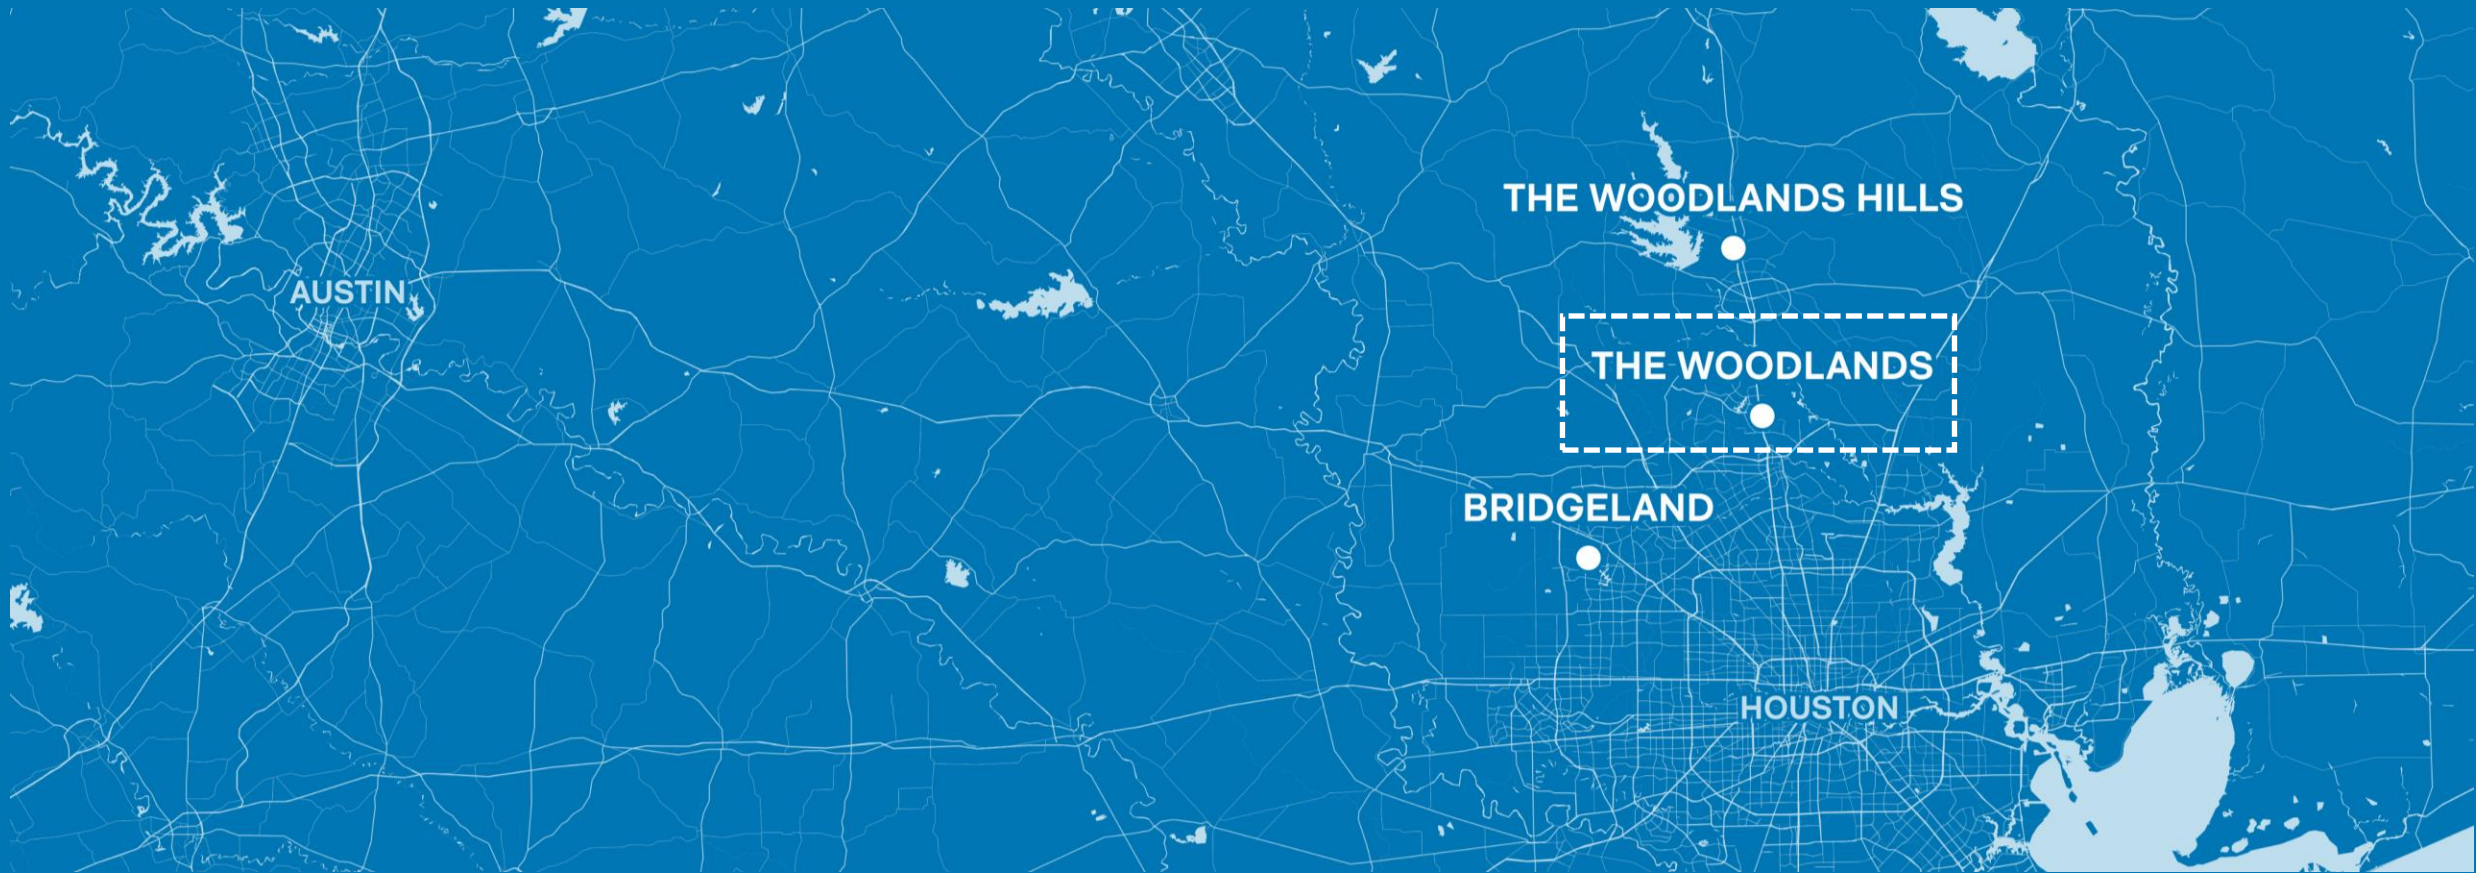 THE WOODLANDS HILLS
AUSTIN
THE WOODLANDS
BRIDGELAND
HOUSTON